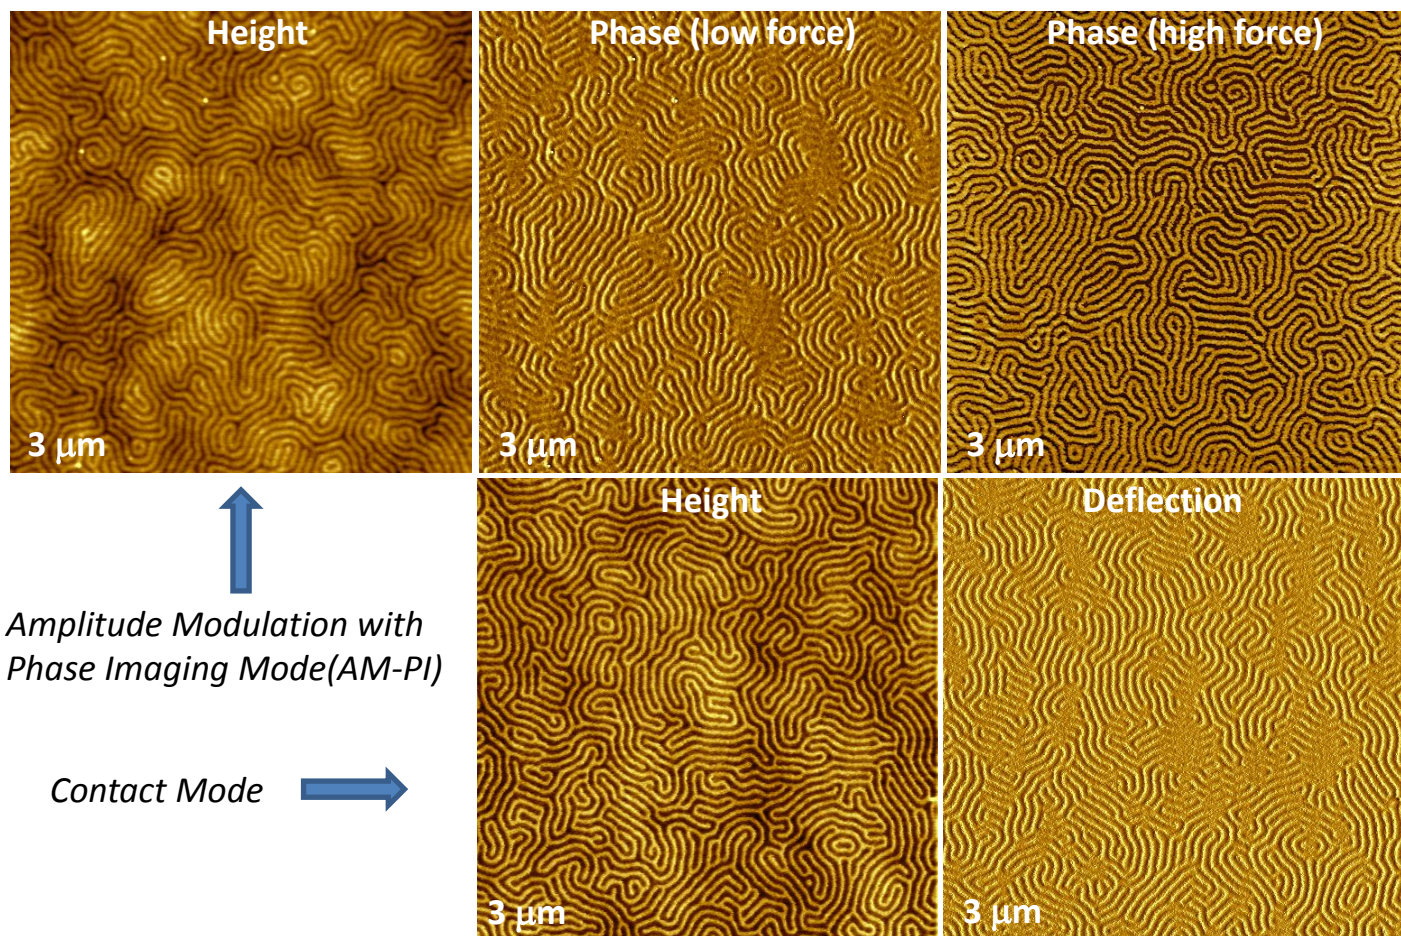 Height
Phase (low force)
Phase (high force)
3 μm
3 μm
3 μm
Height
Deflection
Amplitude Modulation with
Phase Imaging Mode(AM-PI)
Contact Mode
3 μm
3 μm